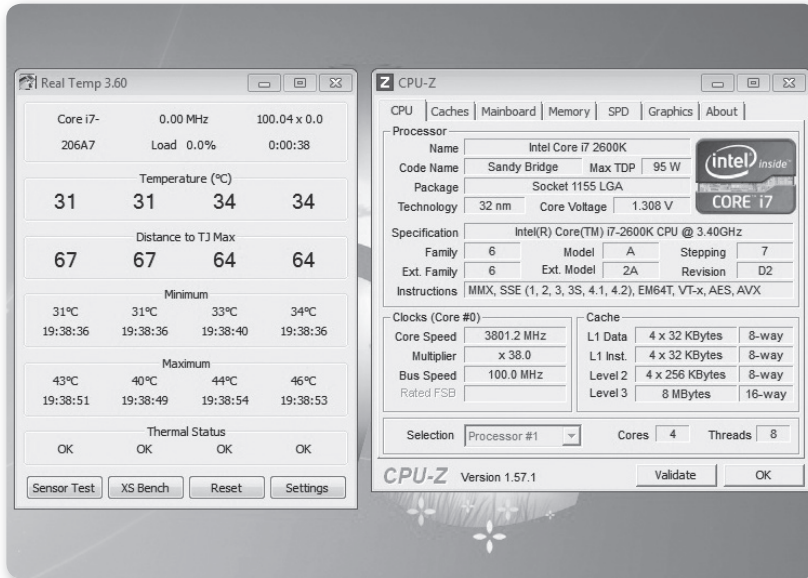 Real Temp 3.60
Core i7- 0.00 MHz 100.04 x 0.0
206A7 Load 0.0% 0:00:38
Temperature (°C)
31 31 34 34
Distance to TJ Max
67 67 64 64
Minimum
31°C 31°C 33°C 34°C
19:38:36 19:38:36 19:38:40 19:38:36
Maximum
43°C 40°C 44°C 46°C
19:38:51 19:38:49 19:38:54 19:38:53
Thermal Status
OK OK OK OK
Sensor Test XS Bench Reset Settings
Z CPU-Z
CPU Caches Mainboard Memory SPD Graphics About
Processor
Name Intel Core i7 2600K
Code Name Sandy Bridge Max TDP 95 W
Package Socket 1155 LGA
Technology 32 nm Core Voltage 1.308 V
intel inside™
CORE i7
Specification Intel(R) Core(TM) i7-2600K CPU @ 3.40GHz
Family 6 Model A Stepping 7
Ext. Family 6 Ext. Model 2A Revision D2
Instructions MMX, SSE (1, 2, 3, 3S, 4.1, 4.2), EM64T, VT-x, AES, AVX
Clocks (Core #0)
Core Speed 3801.2 MHz
Multiplier x 38.0
Bus Speed 100.0 MHz
Rated FSB
Cache
L1 Data 4 x 32 KBytes 8-way
L1 Inst. 4 x 32 KBytes 8-way
Level 2 4 x 256 KBytes 8-way
Level 3 8 MBytes 16-way
Selection Processor #1 Cores 4 Threads 8
CPU-Z Version 1.57.1 Validate OK